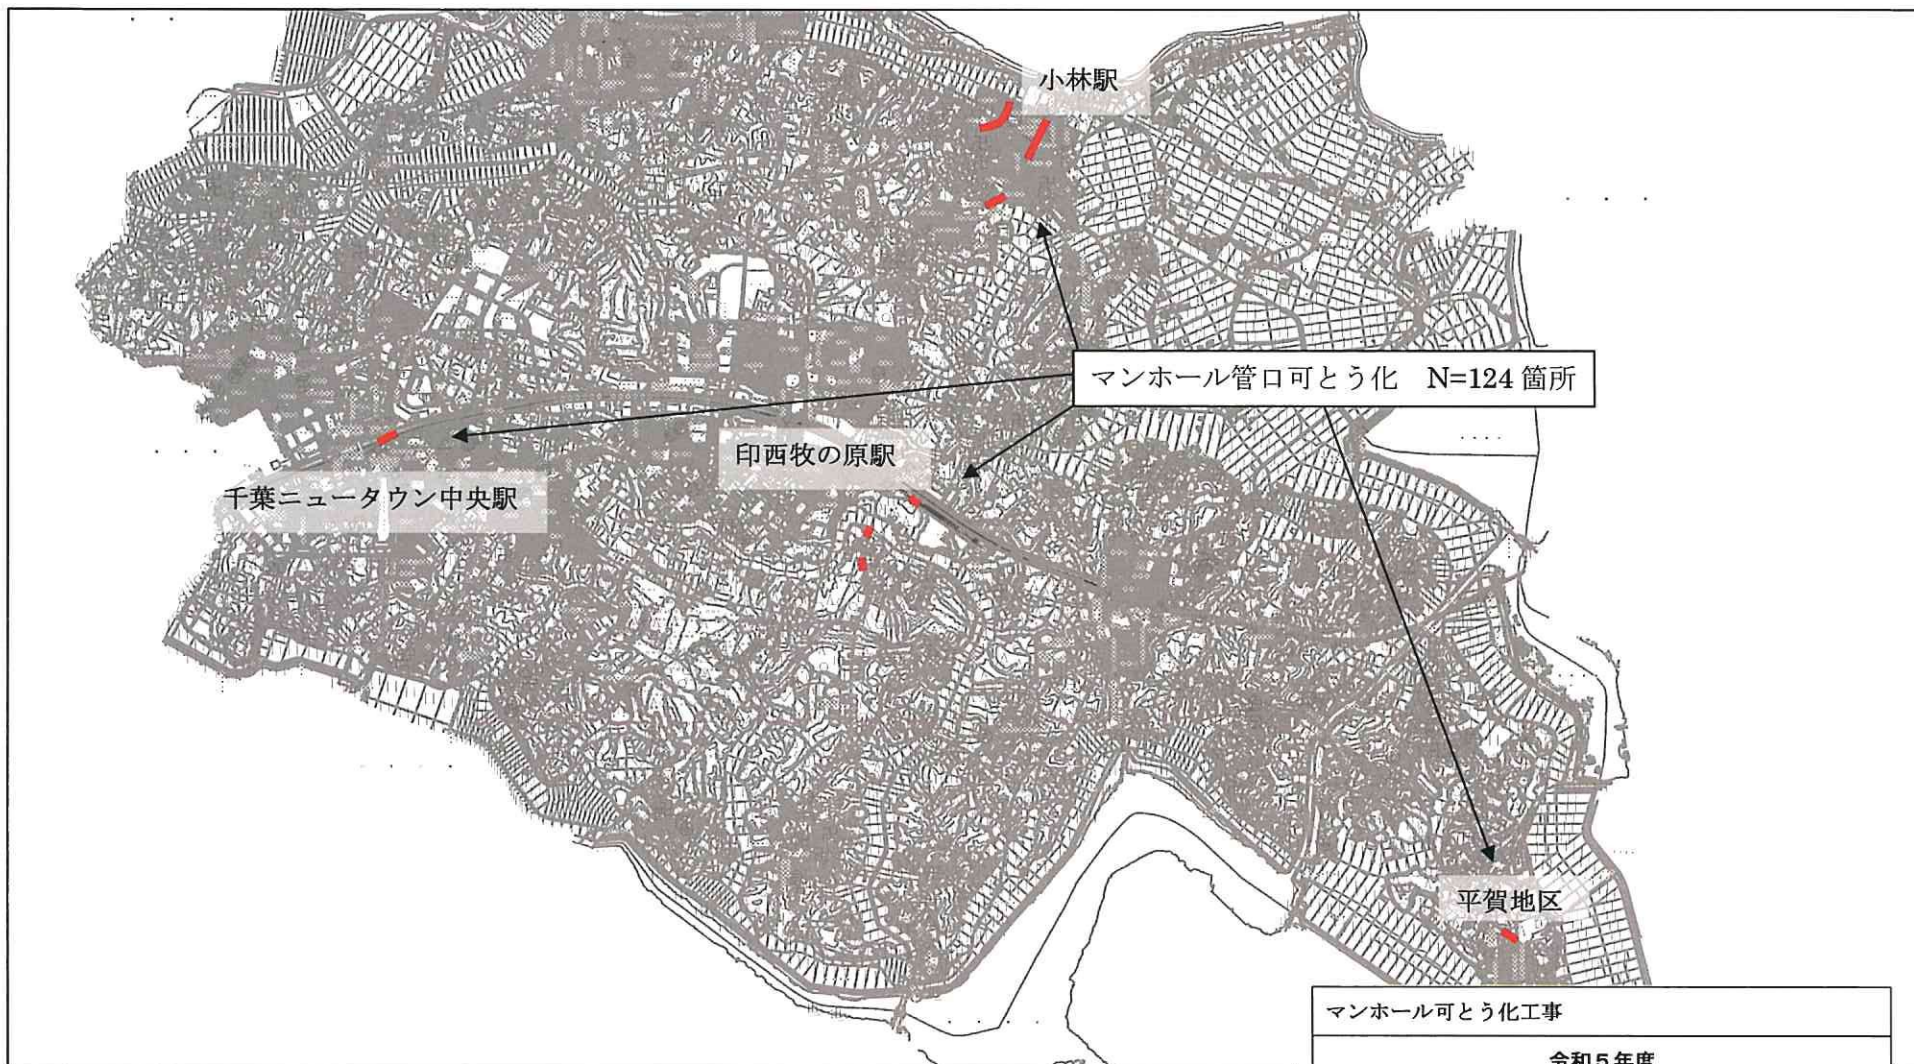 小林駅
マンホール管口可とう化 N=124 箇所
印西牧の原駅
千葉ニュータウン中央駅
平賀地区
マンホール可とう化工事
令和5年度